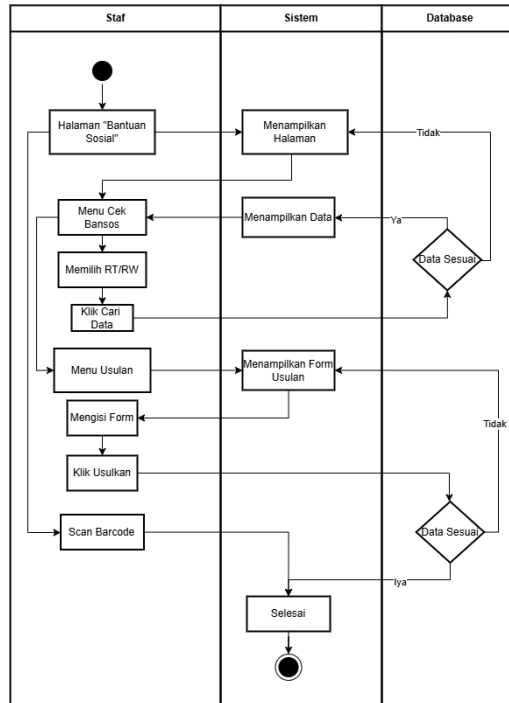 Staf
Sistem
Database
Halaman "Bantuan
Sosial"
Menampilkan
Halaman
Tidak
Menu Cek
Bansos
Menampilkan Data
Ya
Data Sesuai
Memilih RT/RW
Klik Cari
Data
Menu Usulan
Menampilkan Form
Usulan
Mengisi Form
Tidak
Klik Usulkan
Scan Barcode
Data Sesuai
Iya
Selesai